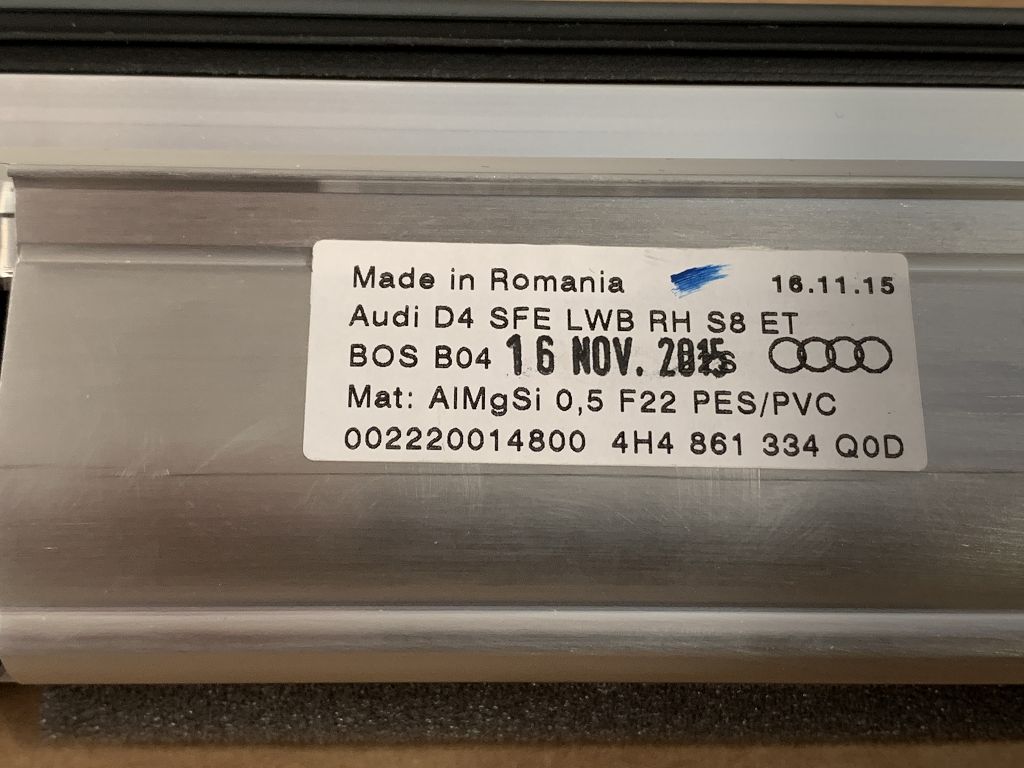 Made in Romania 16.11.15
Audi D4 SFE LWB RH S8 ET
BOS B04 16 NOV. 2015
Mat: AlMgSi 0,5 F22 PES/PVC
002220014800 4H4 861 334 Q0D